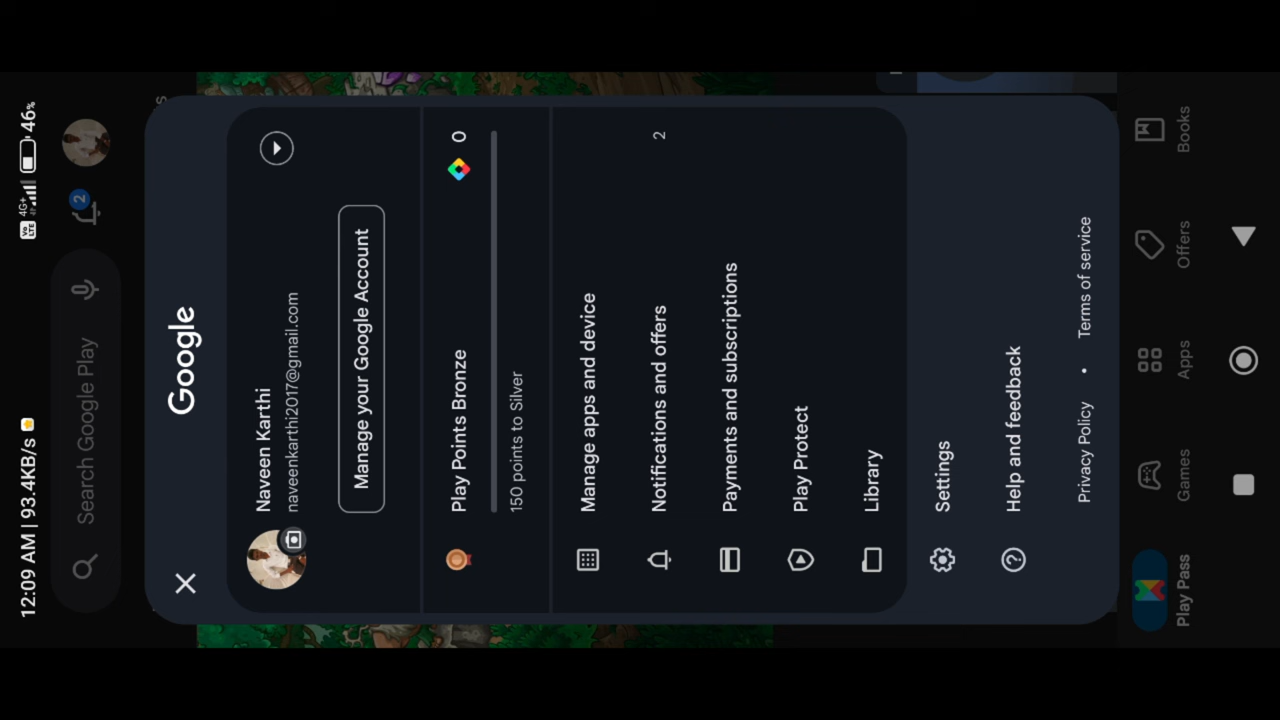 12:09 AM | 93.4KB/s
Vo LTE 4G+ 46%
Search Google Play
2
Google
Naveen Karthi
naveenkarthi2017@gmail.com
Manage your Google Account
Play Points Bronze 0
150 points to Silver
Manage apps and device
Notifications and offers 2
Payments and subscriptions
Play Protect
Library
Settings
Help and feedback
Privacy Policy • Terms of service
Play Pass
Games
Apps
Offers
Books